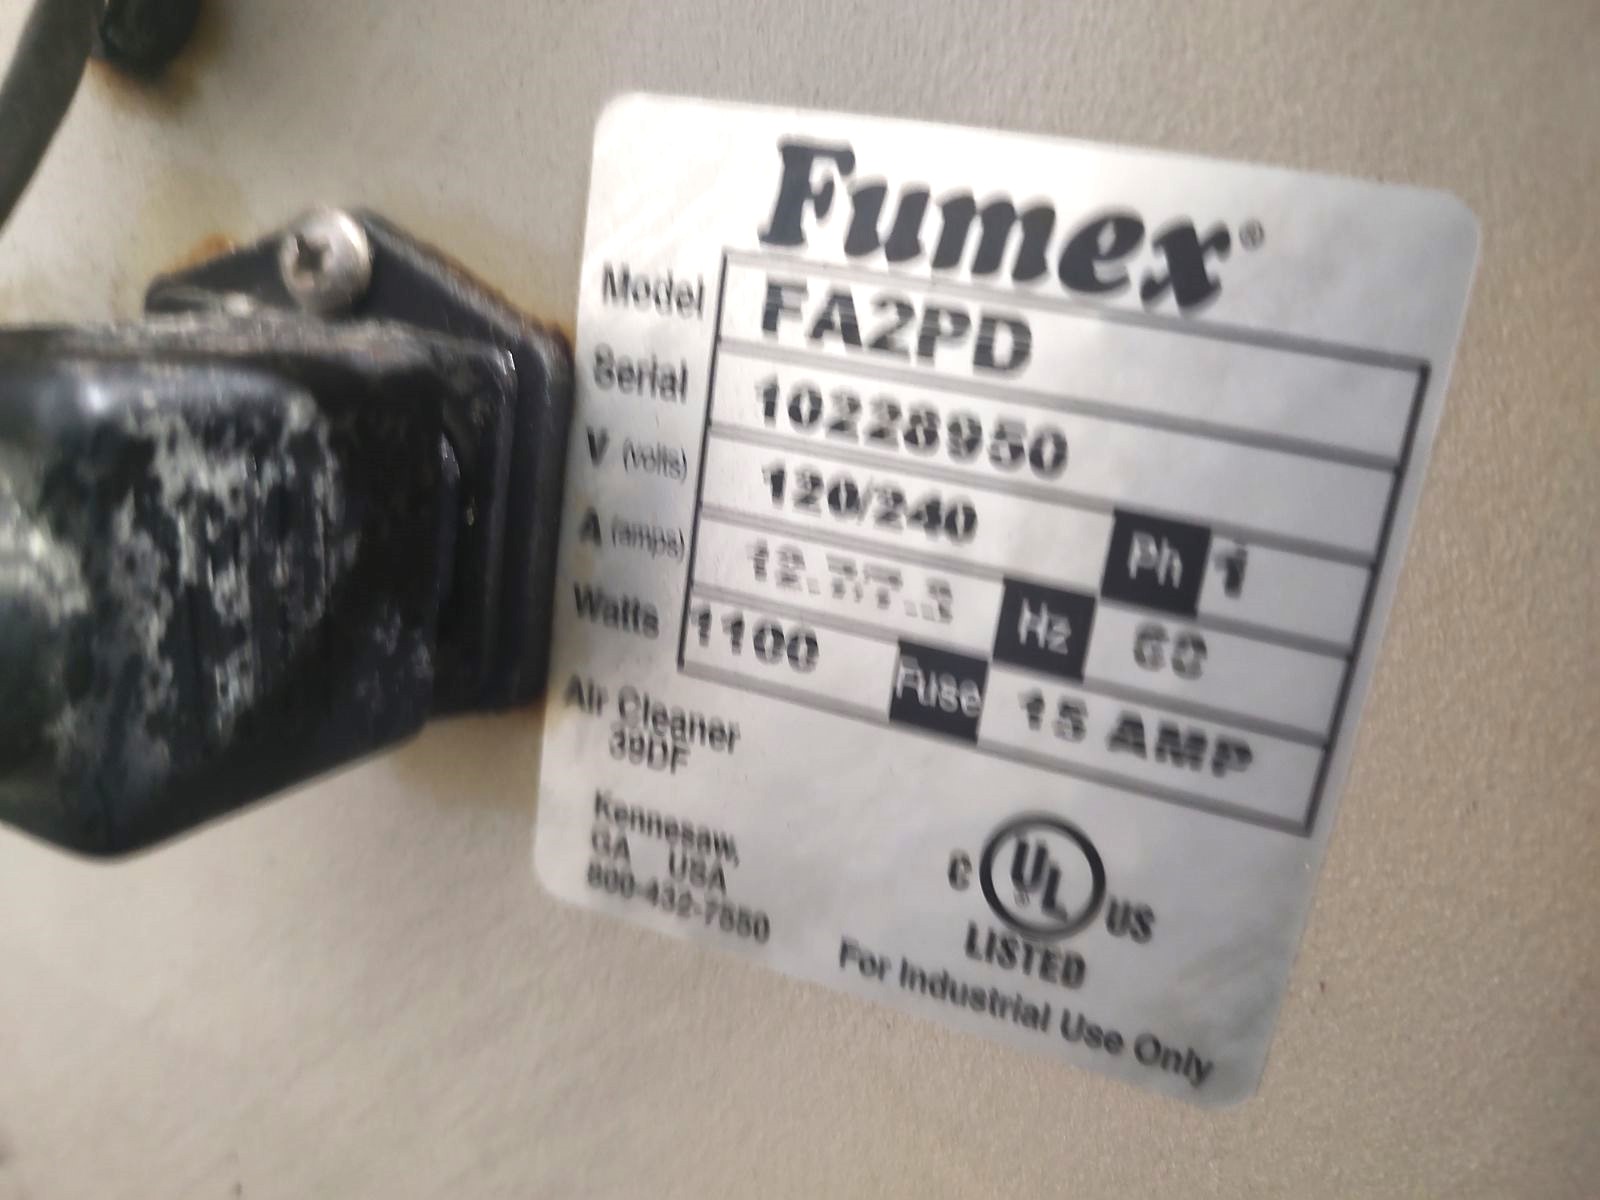 Fumex®
Model FA2PD
Serial 10228950
V (volts) 120/240 Ph 1
A (amps) Hz 60
Watts 1100 Fuse 15 AMP
Air Cleaner
39DF
Kennesaw,
GA USA
800-432-7550
C UL US
LISTED
For Industrial Use Only